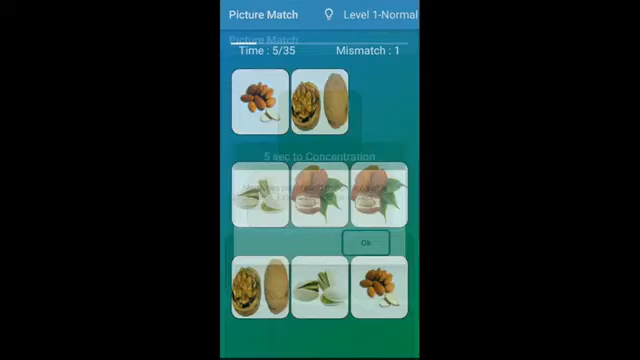 Picture Match
Level 1-Normal
Picture Match
Time : 5/35
Mismatch : 1
5 sec to Concentration
Ok